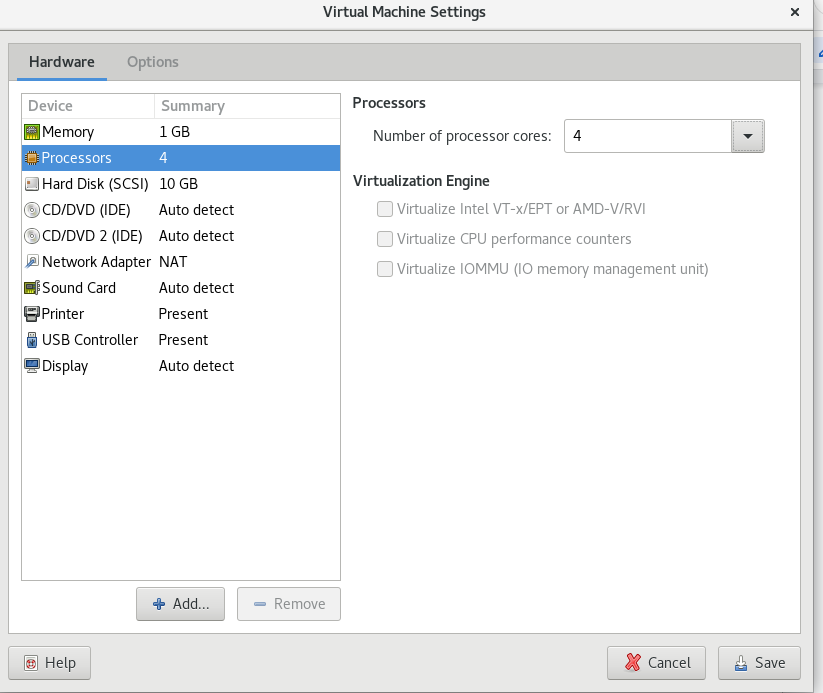 Virtual Machine Settings
Hardware Options
Device Summary
Memory 1 GB
Processors 4
Hard Disk (SCSI) 10 GB
CD/DVD (IDE) Auto detect
CD/DVD 2 (IDE) Auto detect
Network Adapter NAT
Sound Card Auto detect
Printer Present
USB Controller Present
Display Auto detect
Add... Remove
Processors
Number of processor cores: 4
Virtualization Engine
Virtualize Intel VT-x/EPT or AMD-V/RVI
Virtualize CPU performance counters
Virtualize IOMMU (IO memory management unit)
Help Cancel Save